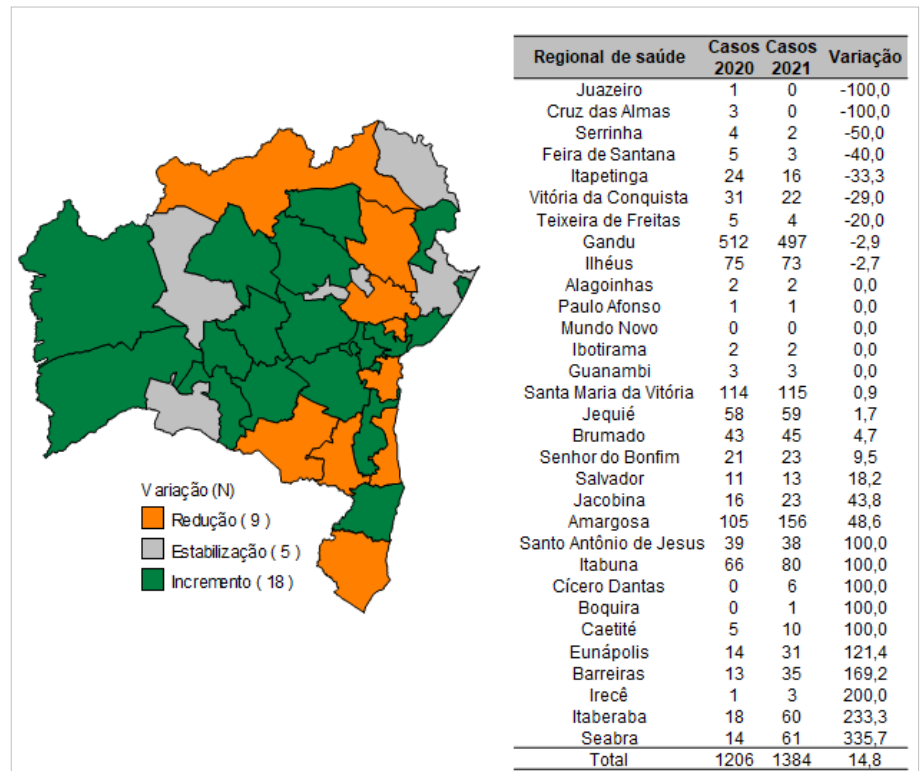 Regional de saúde Casos 2020 Casos 2021 Variação
Juazeiro 1 0 -100,0
Cruz das Almas 3 0 -100,0
Serrinha 4 2 -50,0
Feira de Santana 5 3 -40,0
Itapetinga 24 16 -33,3
Vitória da Conquista 31 22 -29,0
Teixeira de Freitas 5 4 -20,0
Gandu 512 497 -2,9
Ilhéus 75 73 -2,7
Alagoinhas 2 2 0,0
Paulo Afonso 1 1 0,0
Mundo Novo 0 0 0,0
Ibotirama 2 2 0,0
Guanambi 3 3 0,0
Santa Maria da Vitória 114 115 0,9
Jequié 58 59 1,7
Brumado 43 45 4,7
Senhor do Bonfim 21 23 9,5
Salvador 11 13 18,2
Jacobina 16 23 43,8
Amargosa 105 156 48,6
Santo Antônio de Jesus 39 38 100,0
Itabuna 66 80 100,0
Cícero Dantas 0 6 100,0
Boquira 0 1 100,0
Caetité 5 10 100,0
Eunápolis 14 31 121,4
Barreiras 13 35 169,2
Irecê 1 3 200,0
Itaberaba 18 60 233,3
Seabra 14 61 335,7
Total 1206 1384 14,8
Variação (N)
Redução ( 9 )
Estabilização ( 5 )
Incremento ( 18 )